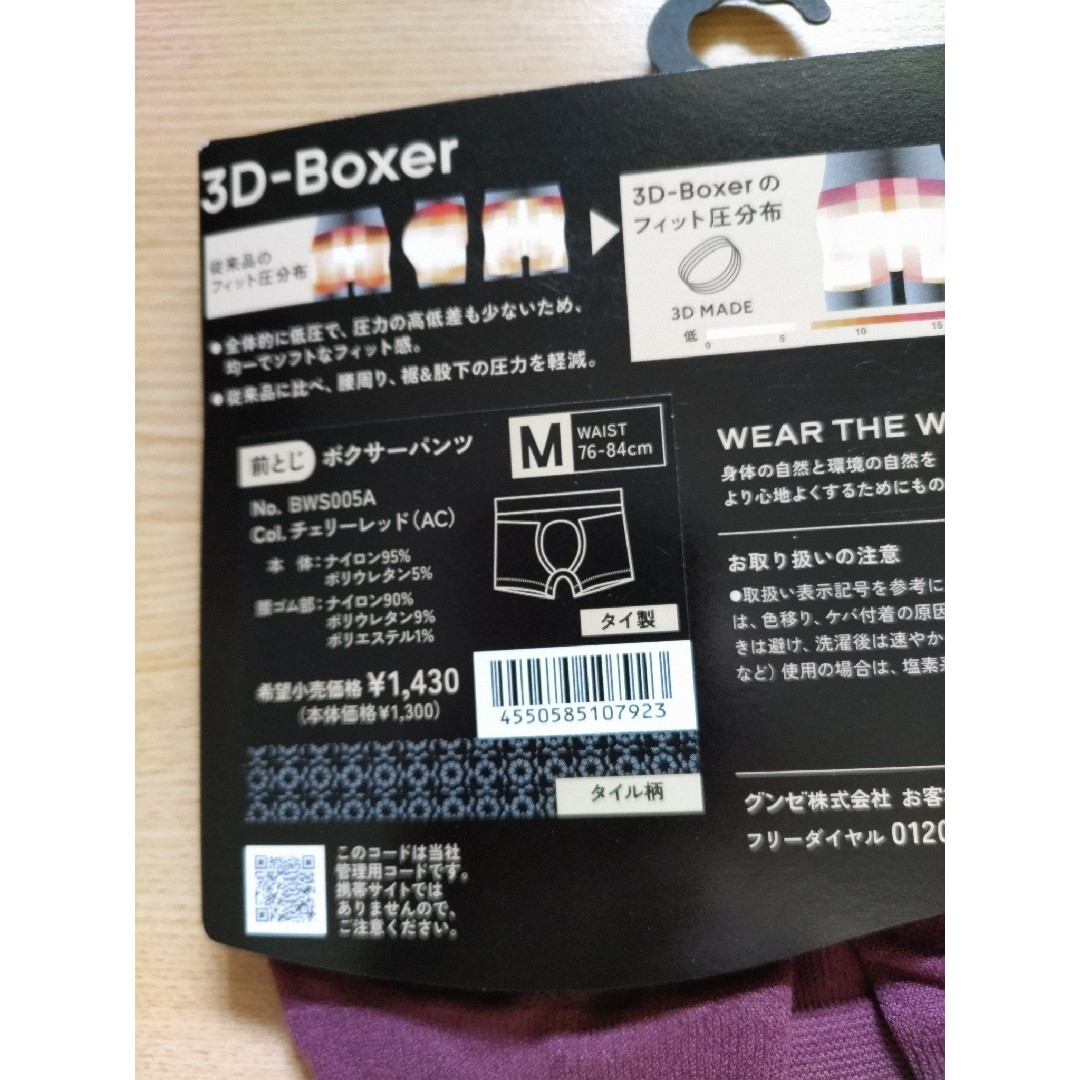 3D-Boxer
従来品の
フィット圧分布
3D-Boxerの
フィット圧分布
3D MADE
低 0 5 10 15
●全体的に低圧で、圧力の高低差も少ないため、
均一でソフトなフィット感。
●従来品に比べ、腰周り、裾&股下の圧力を軽減。
前とじ ボクサーパンツ
M WAIST
76-84cm
No. BWS005A
Col. チェリーレッド(AC)
本 体:ナイロン95%
ポリウレタン5%
腰ゴム部:ナイロン90%
ポリウレタン9%
ポリエステル1%
タイ製
希望小売価格 ¥1,430
(本体価格¥1,300)
4550585107923
タイル柄
このコードは当社
管理用コードです。
携帯サイトでは
ありませんので、
ご注意ください。
WEAR THE W
身体の自然と環境の自然を
より心地よくするためにもの
お取り扱いの注意
●取扱い表示記号を参考に
は、色移り、ケバ付着の原因
きは避け、洗濯後は速やか
など)使用の場合は、塩素系
グンゼ株式会社 お客
フリーダイヤル 0120